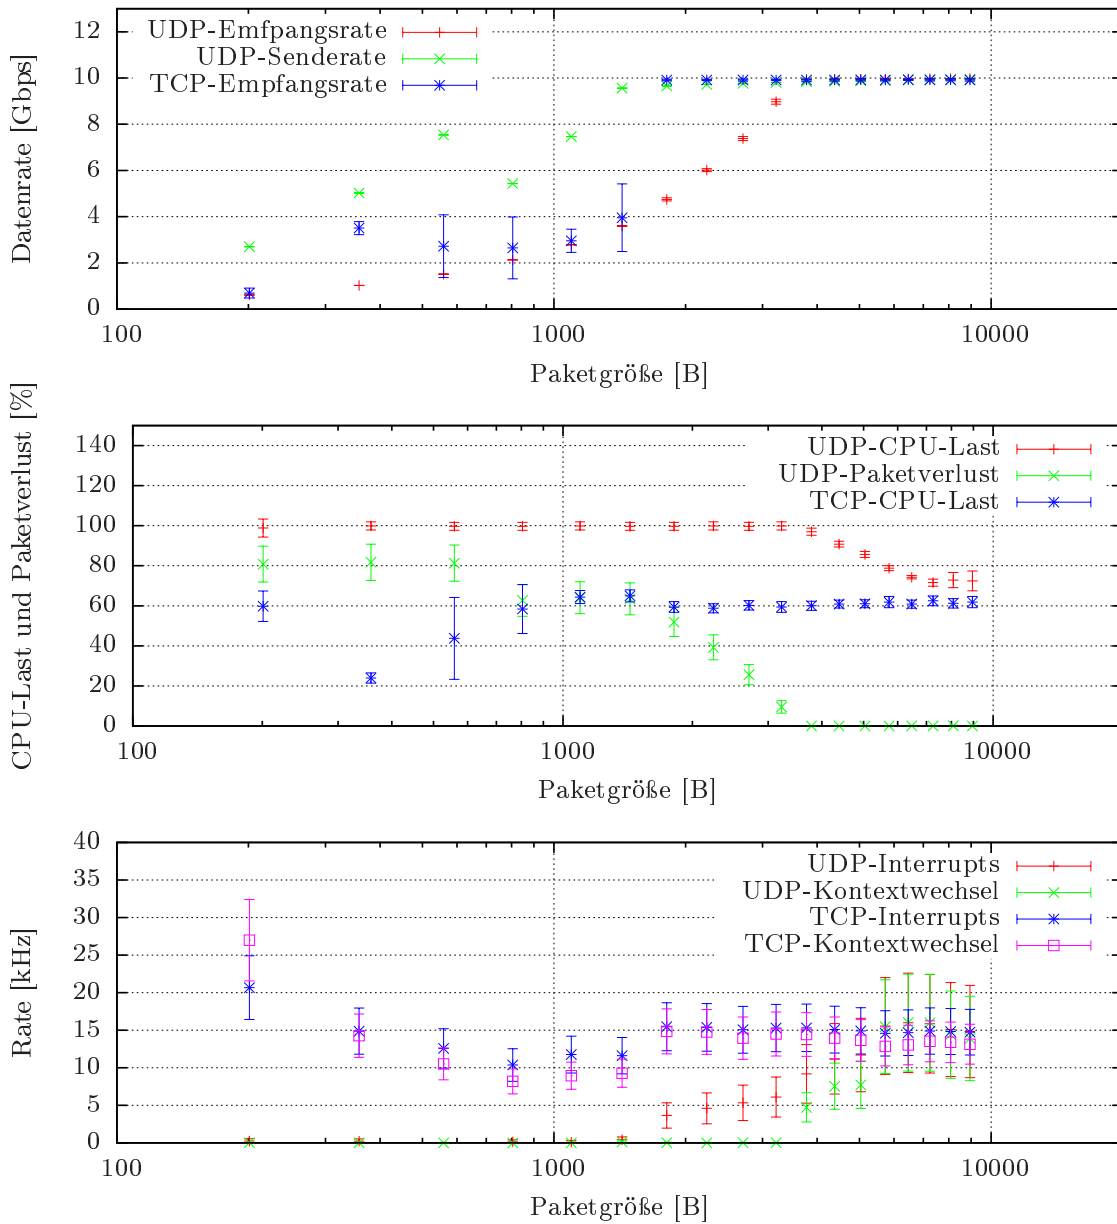 12
10
8
6
4
2
0
Datenrate [Gbps]
UDP-Emfpangsrate
UDP-Senderate
TCP-Empfangsrate
100 1000 10000
Paketgröße [B]
140
120
100
80
60
40
20
0
CPU-Last und Paketverlust [%]
UDP-CPU-Last
UDP-Paketverlust
TCP-CPU-Last
100 1000 10000
Paketgröße [B]
40
35
30
25
20
15
10
5
0
Rate [kHz]
UDP-Interrupts
UDP-Kontextwechsel
TCP-Interrupts
TCP-Kontextwechsel
100 1000 10000
Paketgröße [B]